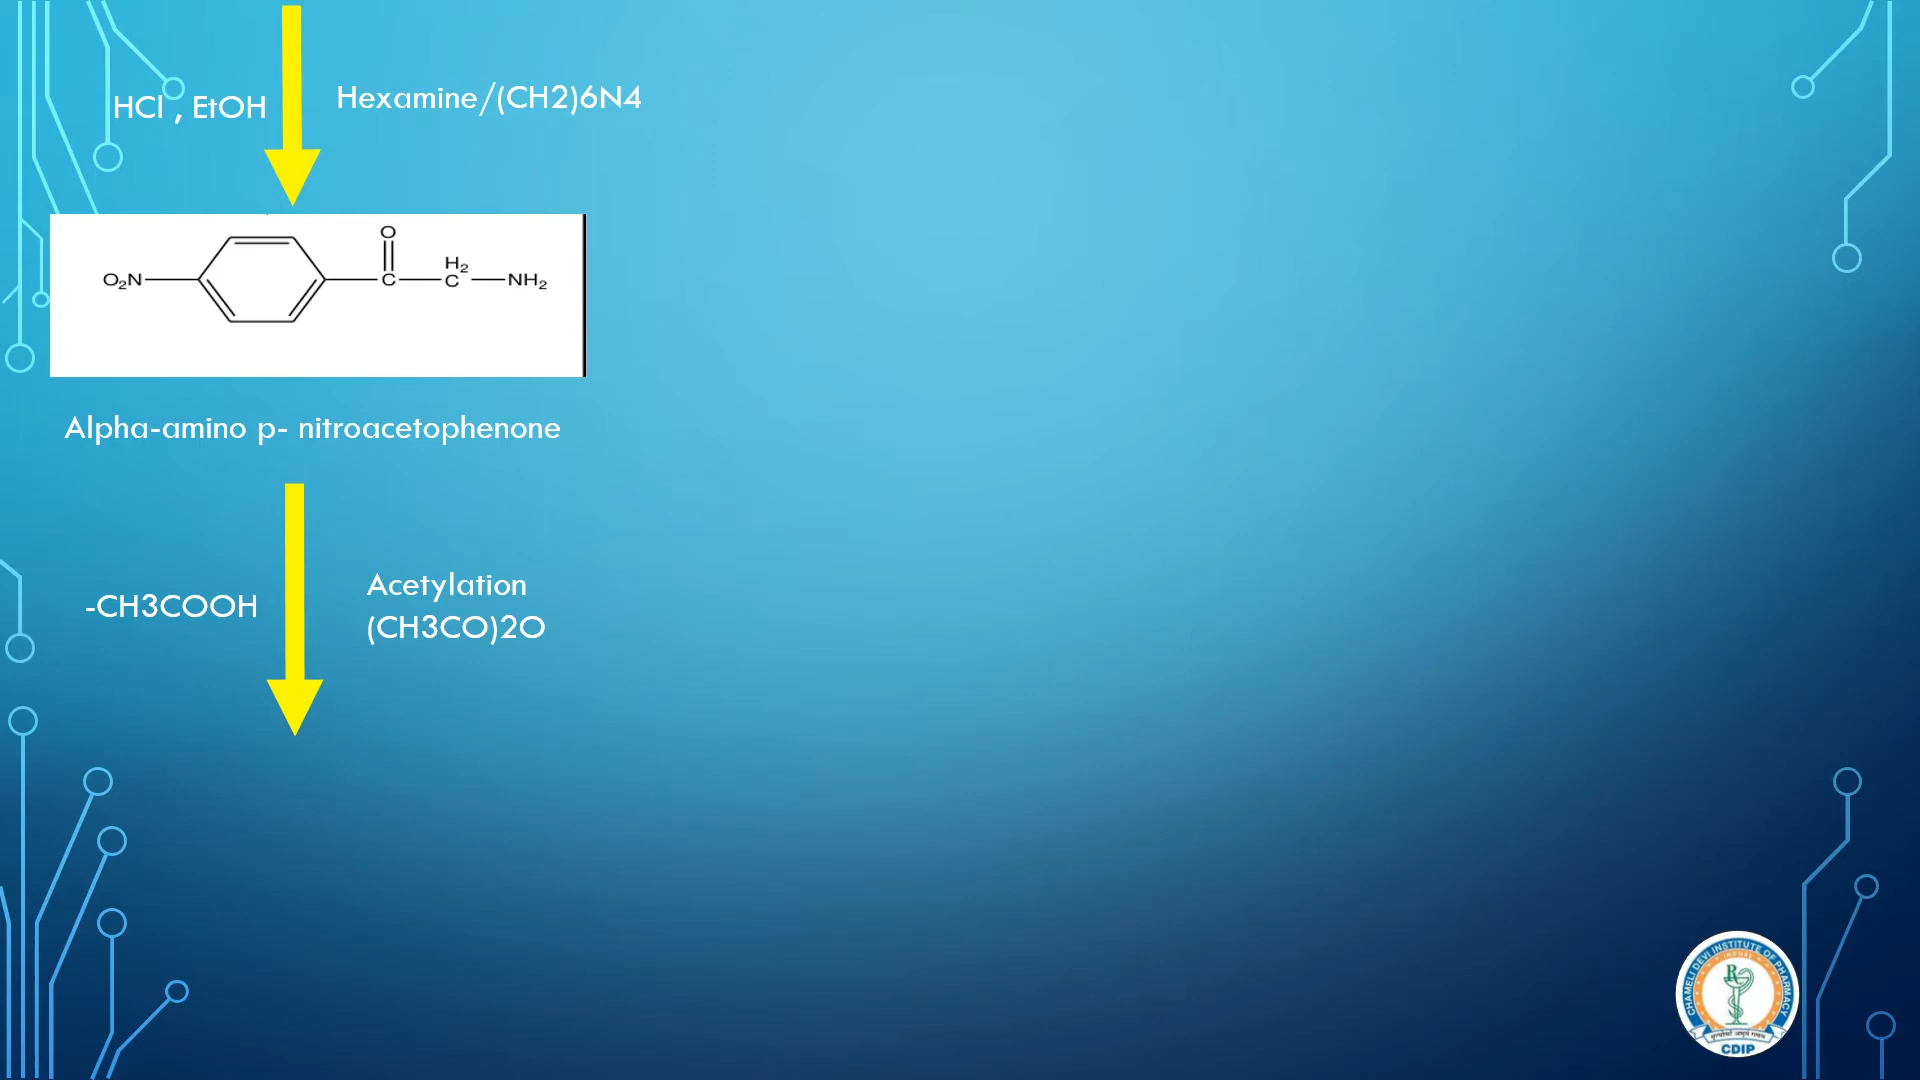 HCl , EtOH
Hexamine/(CH2)6N4
O
O₂N
C
H₂
C
NH₂
Alpha-amino p- nitroacetophenone
-CH3COOH
Acetylation
(CH3CO)2O
CHAMELI DEVI INSTITUTE OF PHARMACY
INDORE
CDIP